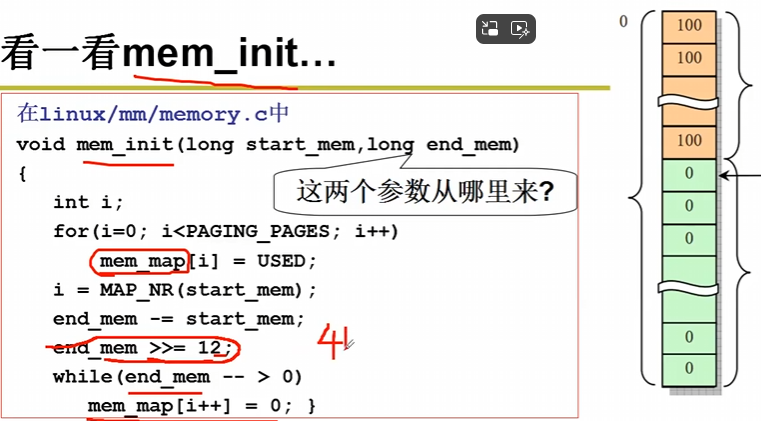 看一看mem_init…
在linux/mm/memory.c中
void mem_init(long start_mem,long end_mem)
{
这两个参数从哪里来?
int i;
for(i=0; i<PAGING_PAGES; i++)
mem_map[i] = USED;
i = MAP_NR(start_mem);
end_mem -= start_mem;
end_mem >>= 12;
while(end_mem -- > 0)
mem_map[i++] = 0; }
4
0
100
100
100
0
0
0
0
0